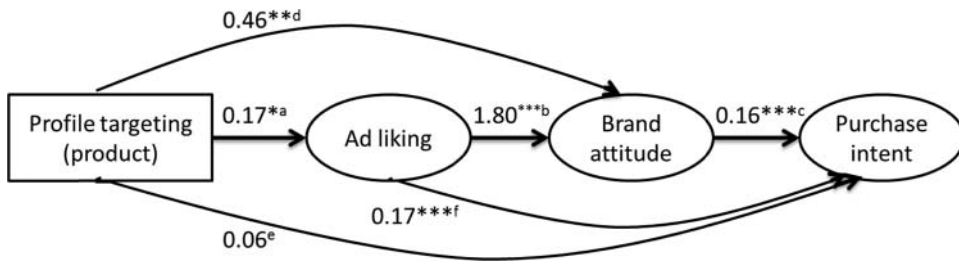 0.46**d
Profile targeting
(product)
0.17*a
Ad liking
1.80***b
Brand
attitude
0.16***c
Purchase
intent
0.17***f
0.06e